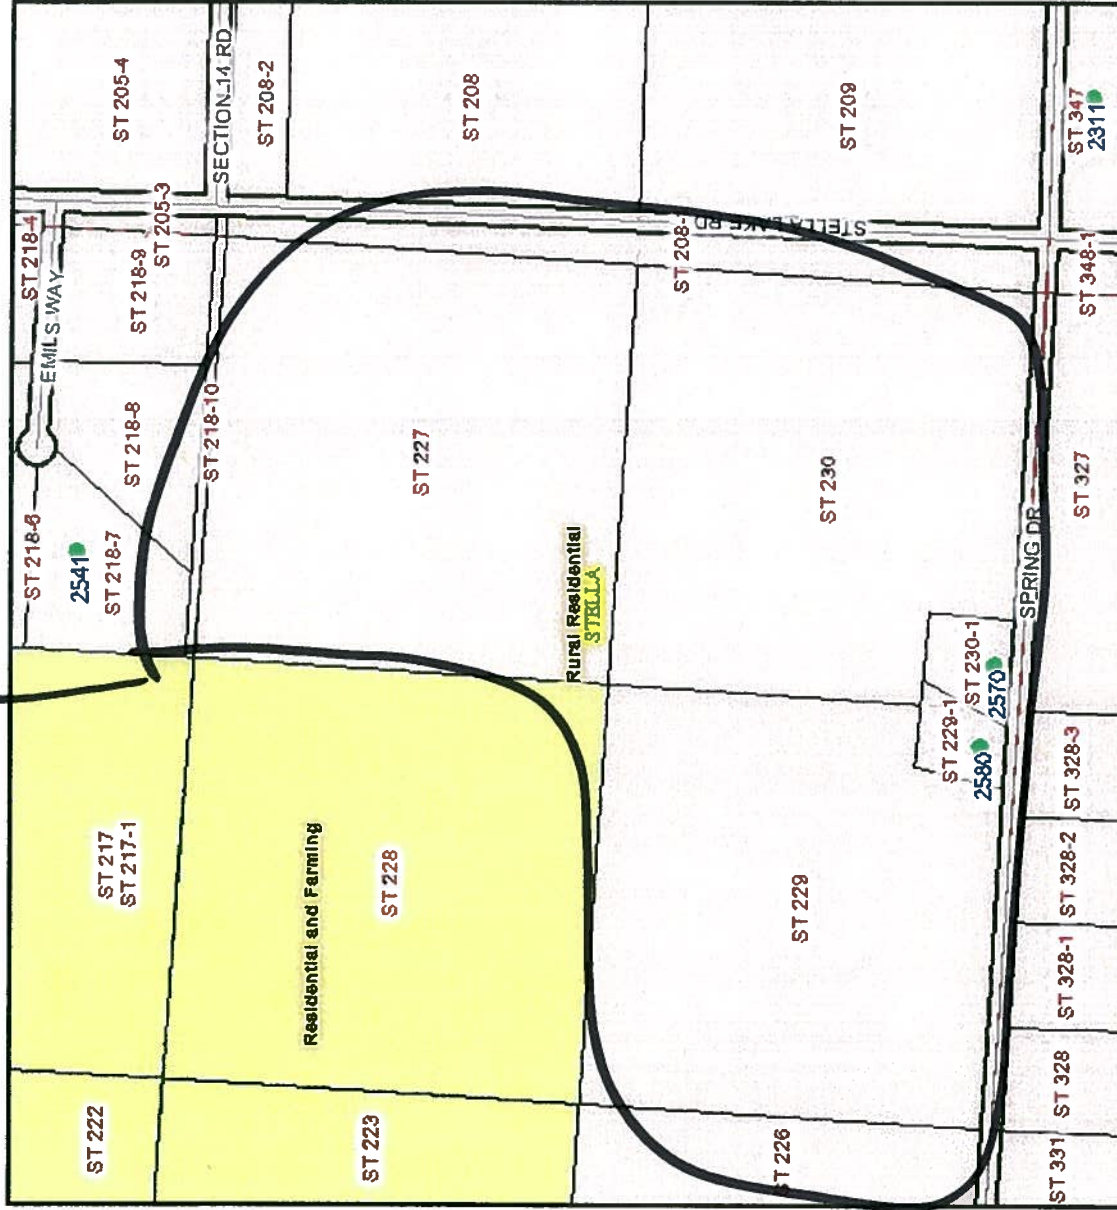 ST 205-4
SECTION 14 RD
ST 208-2
ST 208
ST 209
ST 347
2311
ST 218-4
ST 205-3
EMILS WAY
ST 218-9
STELLA LAKE RD
ST 208-
ST 348-1
ST 218-8
ST 218-10
ST 227
ST 230
ST 327
ST 218-6
2541
ST 218-7
Rural Residential
STELLA
SPRING DR
ST 230-1
2570
ST 229-1
2580
ST 328-3
ST 217
ST 217-1
Residential and Farming
ST 228
ST 229
ST 328-2
ST 328-1
ST 222
ST 223
ST 226
ST 328
ST 331